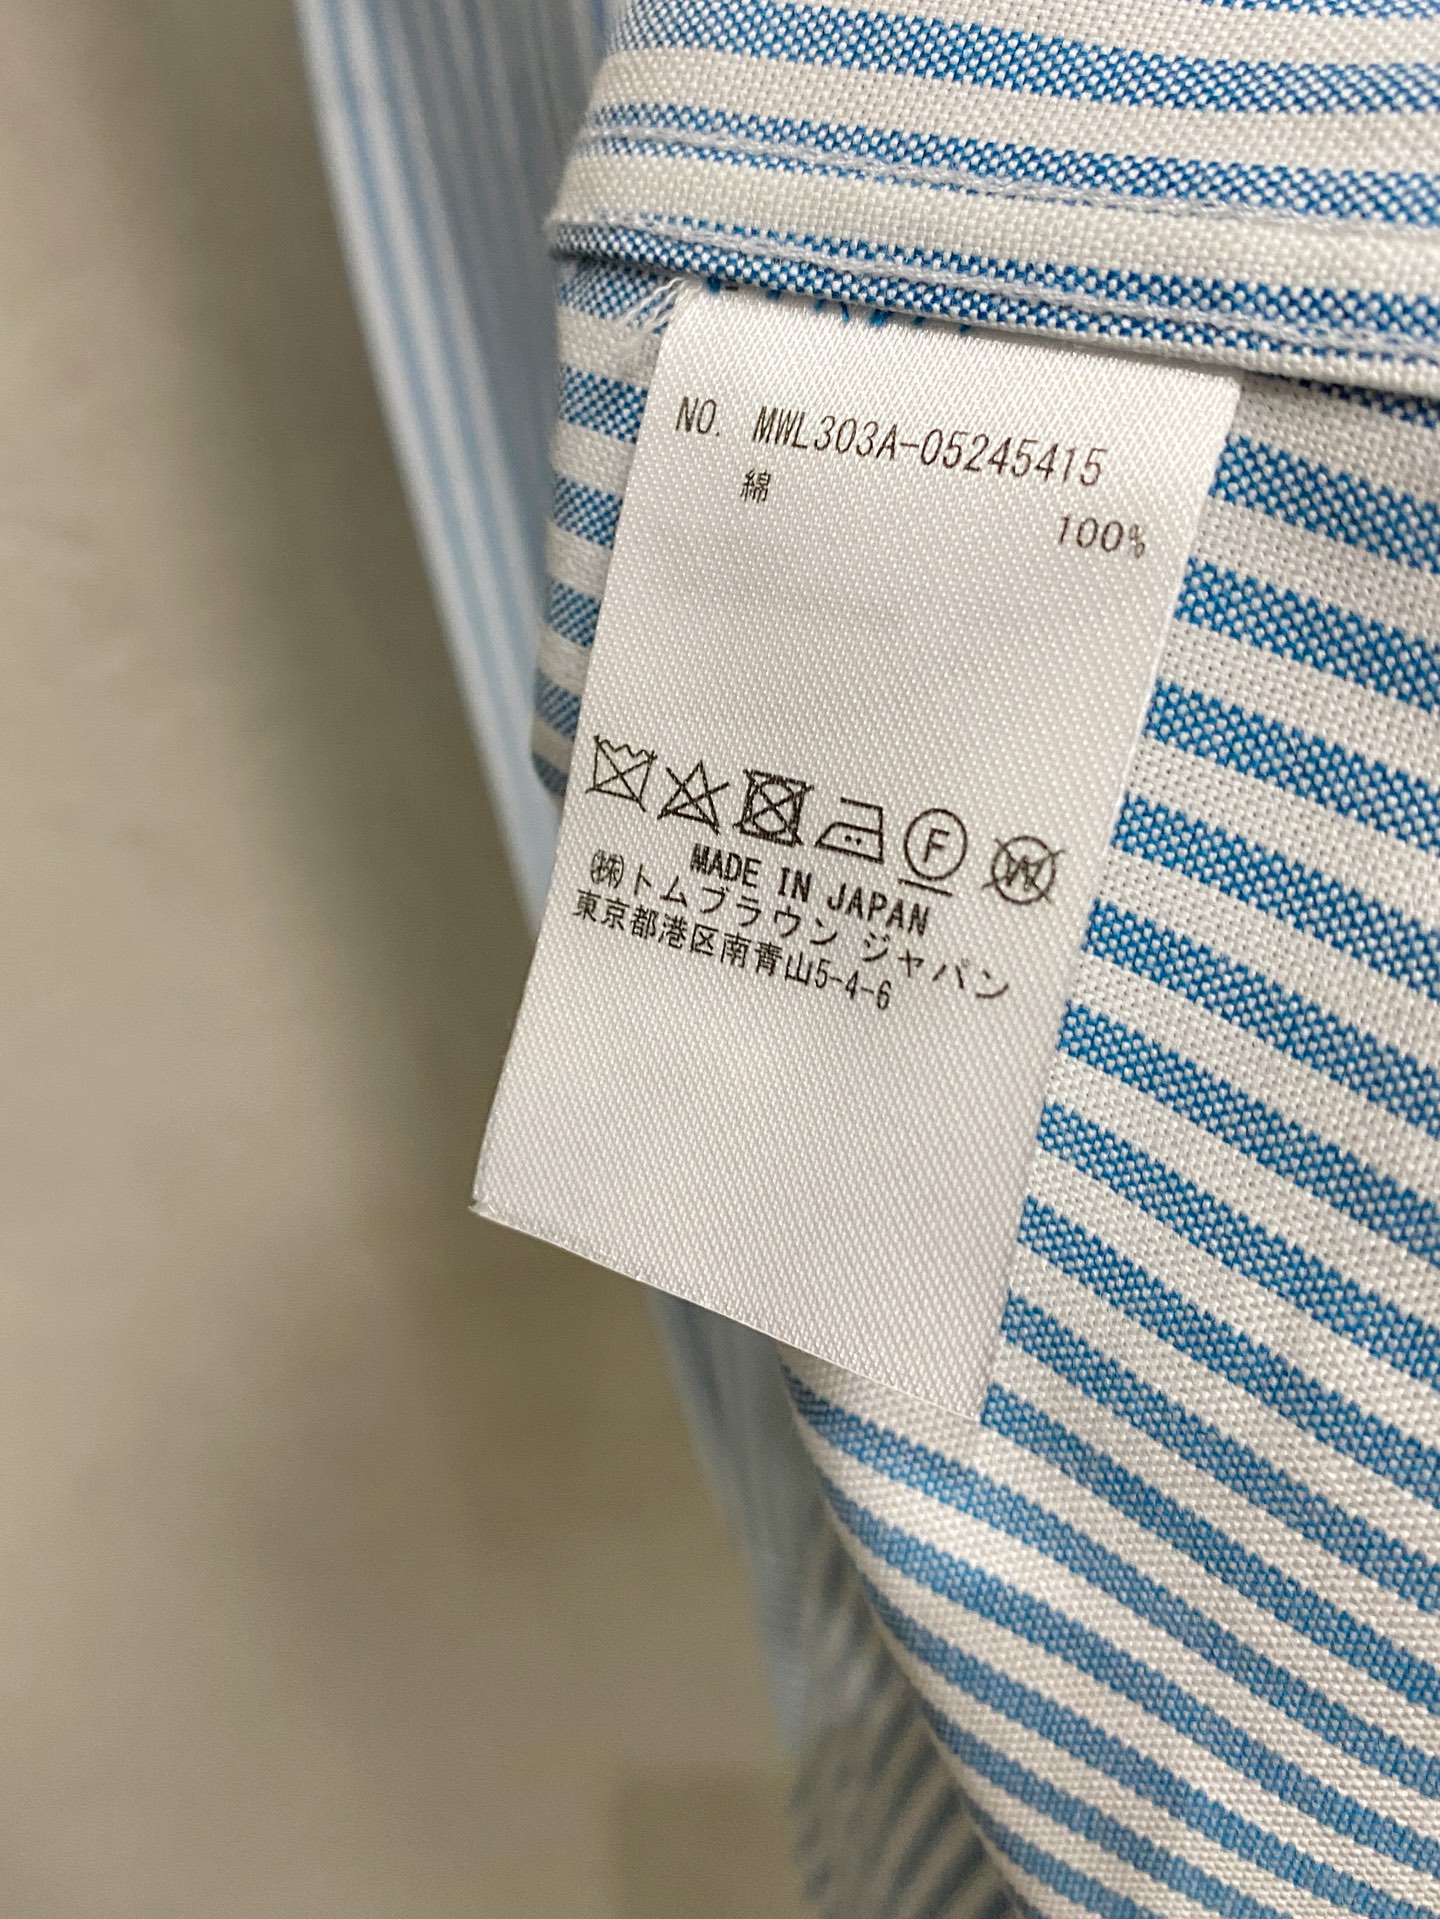 NO. MWL303A-05245415
綿
100%
F W
MADE IN JAPAN
㈱トムブラウン ジャパン
東京都港区南青山5-4-6